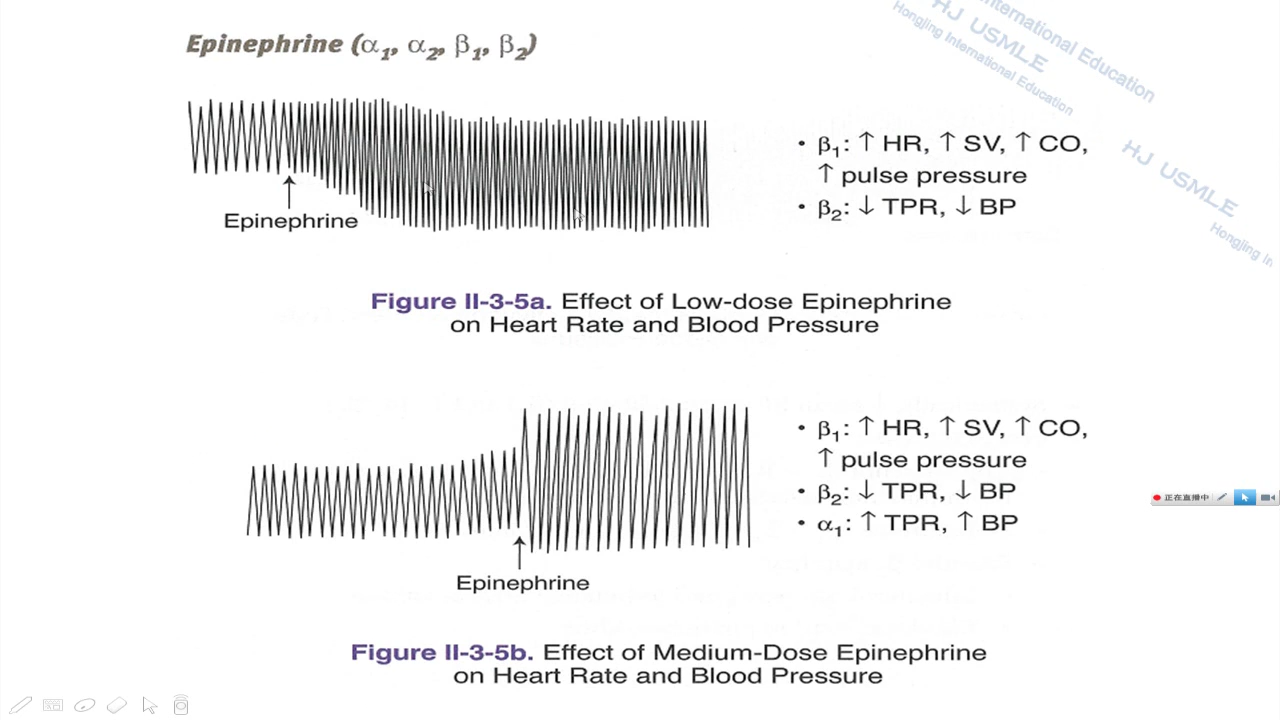 Epinephrine (α₁, α₂, β₁, β₂)
International Education
HJ USMLE
Hongjing International Education
HJ USMLE
Hongjing In
Epinephrine
• β₁: ↑ HR, ↑ SV, ↑ CO,
↑ pulse pressure
• β₂: ↓ TPR, ↓ BP
Figure II-3-5a. Effect of Low-dose Epinephrine
on Heart Rate and Blood Pressure
Epinephrine
• β₁: ↑ HR, ↑ SV, ↑ CO,
↑ pulse pressure
• β₂: ↓ TPR, ↓ BP
• α₁: ↑ TPR, ↑ BP
正在直播中
Figure II-3-5b. Effect of Medium-Dose Epinephrine
on Heart Rate and Blood Pressure